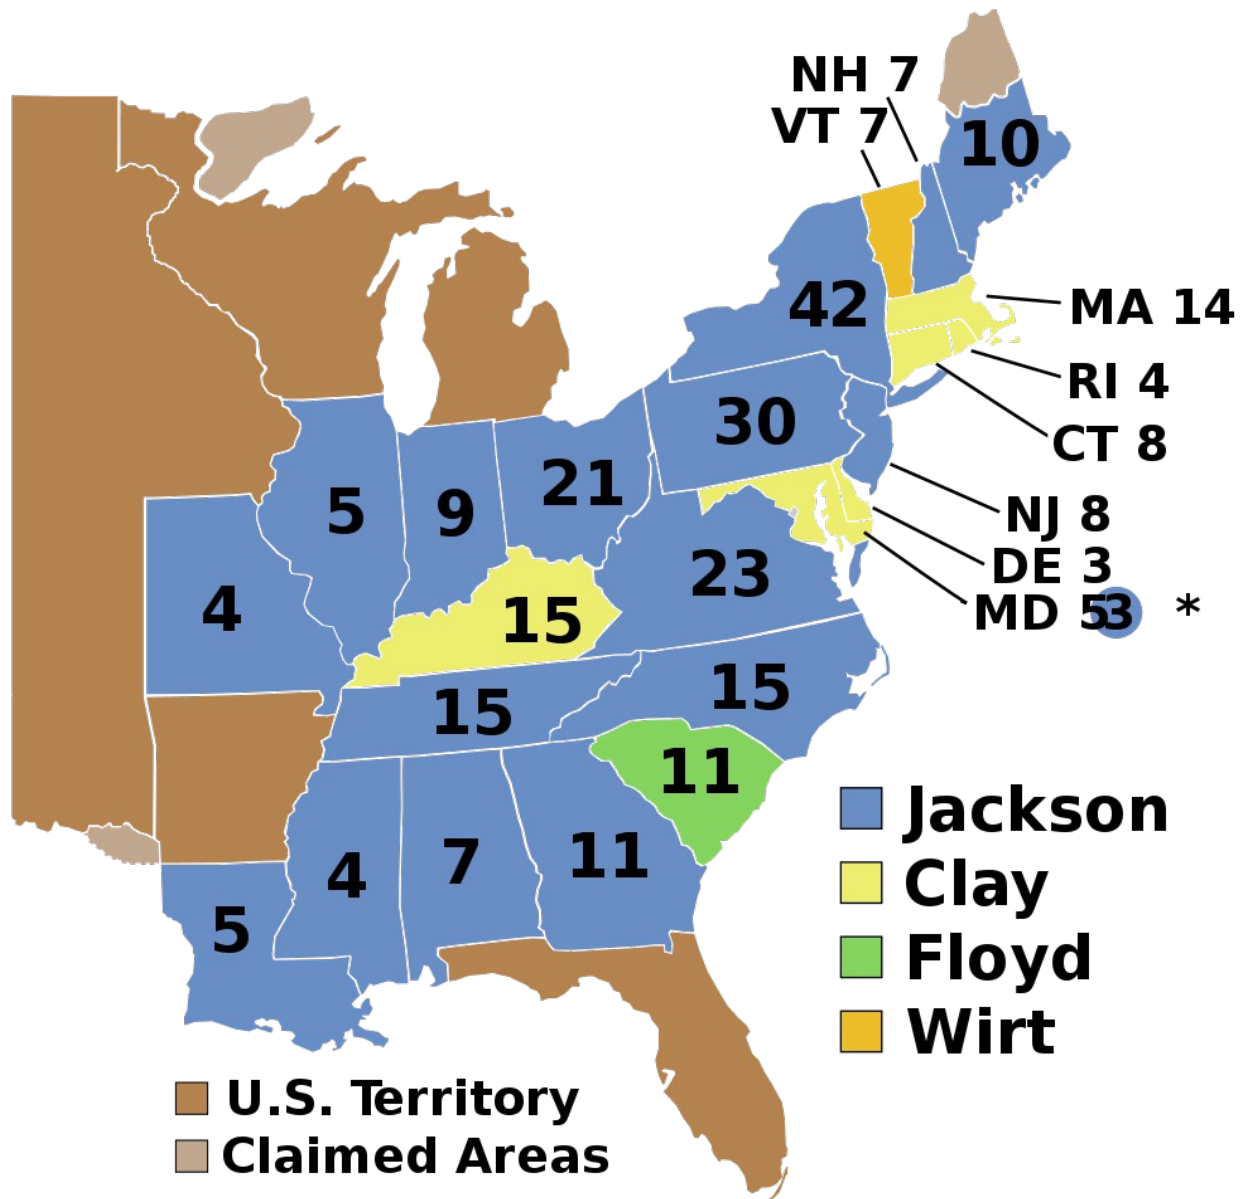 NH 7
VT 7
10
42
MA 14
RI 4
CT 8
30
21
5
9
NJ 8
DE 3
23
MD 53 *
4
15
15
15
11
4
7
11
5
Jackson
Clay
Floyd
Wirt
U.S. Territory
Claimed Areas